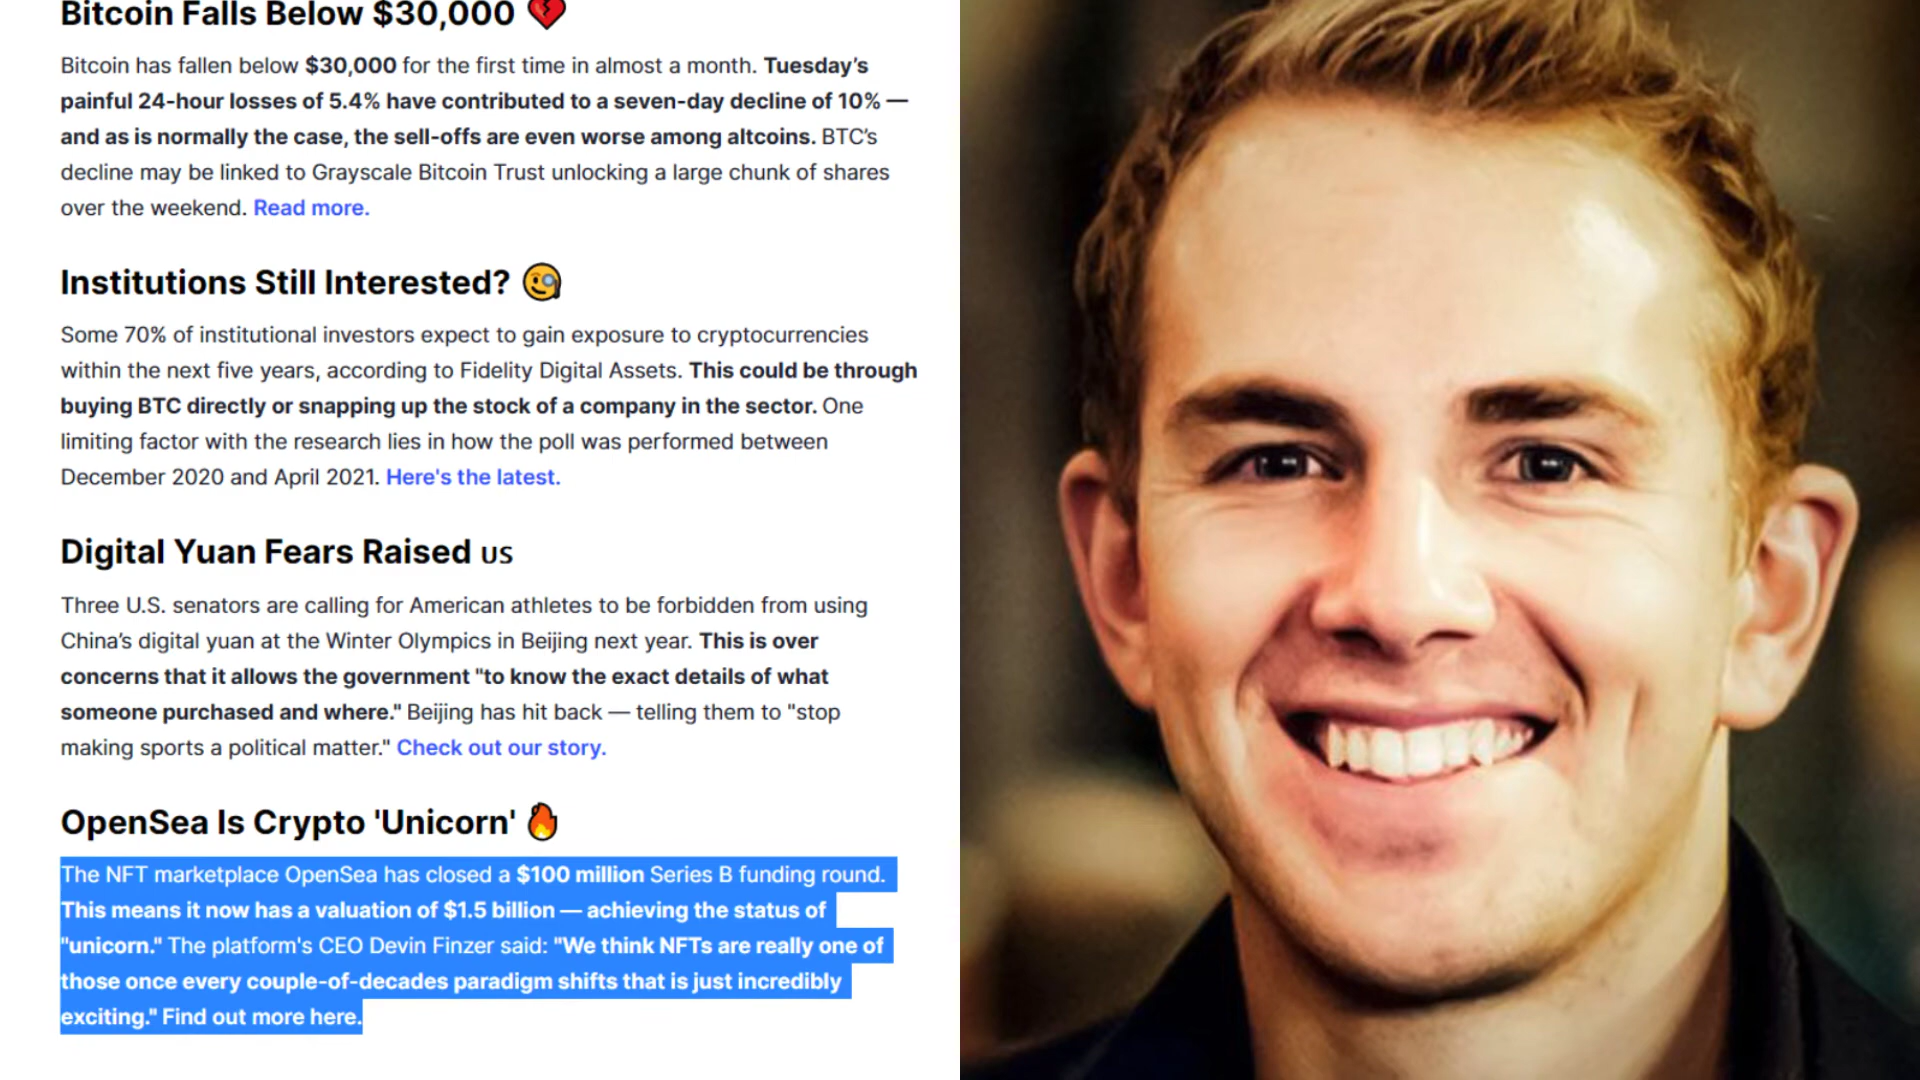 Bitcoin Falls Below $30,000 💔
Bitcoin has fallen below $30,000 for the first time in almost a month. Tuesday's
painful 24-hour losses of 5.4% have contributed to a seven-day decline of 10% —
and as is normally the case, the sell-offs are even worse among altcoins. BTC's
decline may be linked to Grayscale Bitcoin Trust unlocking a large chunk of shares
over the weekend. Read more.
Institutions Still Interested? 🧐
Some 70% of institutional investors expect to gain exposure to cryptocurrencies
within the next five years, according to Fidelity Digital Assets. This could be through
buying BTC directly or snapping up the stock of a company in the sector. One
limiting factor with the research lies in how the poll was performed between
December 2020 and April 2021. Here's the latest.
Digital Yuan Fears Raised US
Three U.S. senators are calling for American athletes to be forbidden from using
China's digital yuan at the Winter Olympics in Beijing next year. This is over
concerns that it allows the government "to know the exact details of what
someone purchased and where." Beijing has hit back — telling them to "stop
making sports a political matter." Check out our story.
OpenSea Is Crypto 'Unicorn' 🔥
The NFT marketplace OpenSea has closed a $100 million Series B funding round.
This means it now has a valuation of $1.5 billion — achieving the status of
"unicorn." The platform's CEO Devin Finzer said: "We think NFTs are really one of
those once every couple-of-decades paradigm shifts that is just incredibly
exciting." Find out more here.